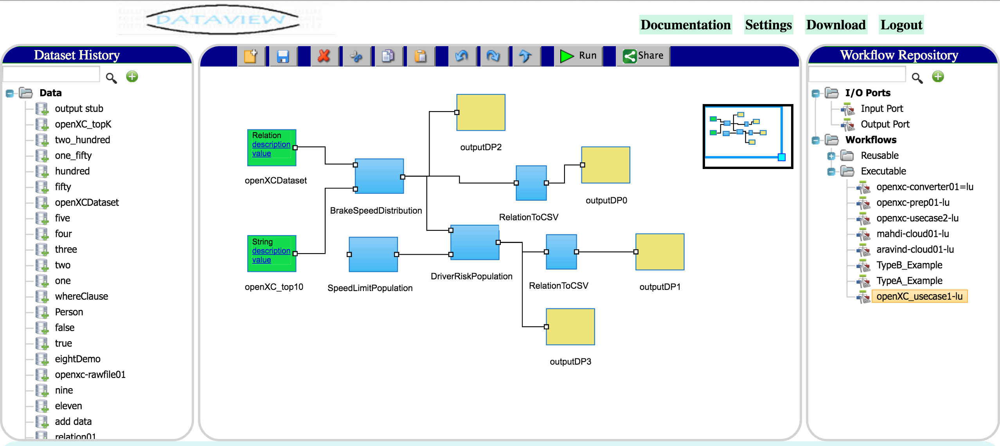 DATAVIEW
Documentation Settings Download Logout
Dataset History
Data
output stub
openXC_topK
two_hundred
one_fifty
hundred
fifty
openXCDataset
five
four
three
two
one
whereClause
Person
false
true
eightDemo
openxc-rawfile01
nine
eleven
add data
relation01
Run
Share
Relation
description
value
openXCDataset
String
description
value
openXC_top10
BrakeSpeedDistribution
SpeedLimitPopulation
outputDP2
outputDP0
RelationToCSV
DriverRiskPopulation
RelationToCSV
outputDP1
outputDP3
Workflow Repository
I/O Ports
Input Port
Output Port
Workflows
Reusable
Executable
openxc-converter01=lu
openxc-prep01-lu
openxc-usecase2-lu
mahdi-cloud01-lu
aravind-cloud01-lu
TypeB_Example
TypeA_Example
openXC_usecase1-lu